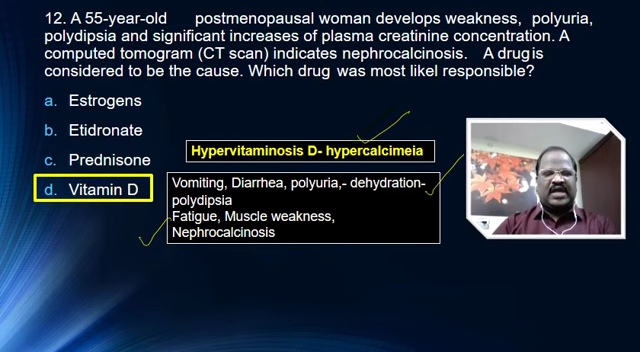 12. A 55-year-old postmenopausal woman develops weakness, polyuria,
polydipsia and significant increases of plasma creatinine concentration. A
computed tomogram (CT scan) indicates nephrocalcinosis. A drug is
considered to be the cause. Which drug was most likel responsible?
a. Estrogens
b. Etidronate
c. Prednisone
d. Vitamin D
Hypervitaminosis D- hypercalcimeia
Vomiting, Diarrhea, polyuria,- dehydration-
polydipsia
Fatigue, Muscle weakness,
Nephrocalcinosis